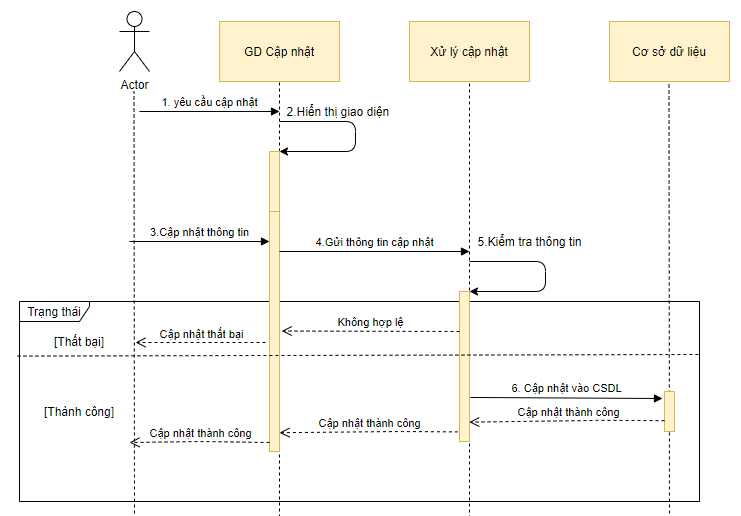 GD Cập nhật
Xử lý cập nhật
Cơ sở dữ liệu
Actor
1. yêu cầu cập nhật
2.Hiển thị giao diện
3.Cập nhật thông tin
4.Gửi thông tin cập nhật
5.Kiểm tra thông tin
Trạng thái
Không hợp lệ
Cập nhật thất bại
[Thất bại]
6. Cập nhật vào CSDL
[Thành công]
Cập nhật thành công
Cập nhật thành công
Cập nhật thành công